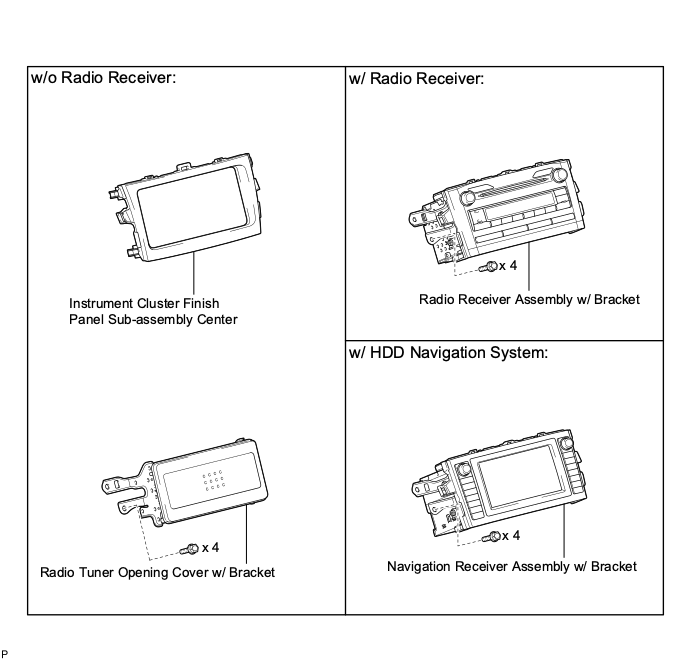 w/o Radio Receiver:
Instrument Cluster Finish
Panel Sub-assembly Center
x 4
Radio Tuner Opening Cover w/ Bracket
w/ Radio Receiver:
x 4
Radio Receiver Assembly w/ Bracket
w/ HDD Navigation System:
x 4
Navigation Receiver Assembly w/ Bracket
P